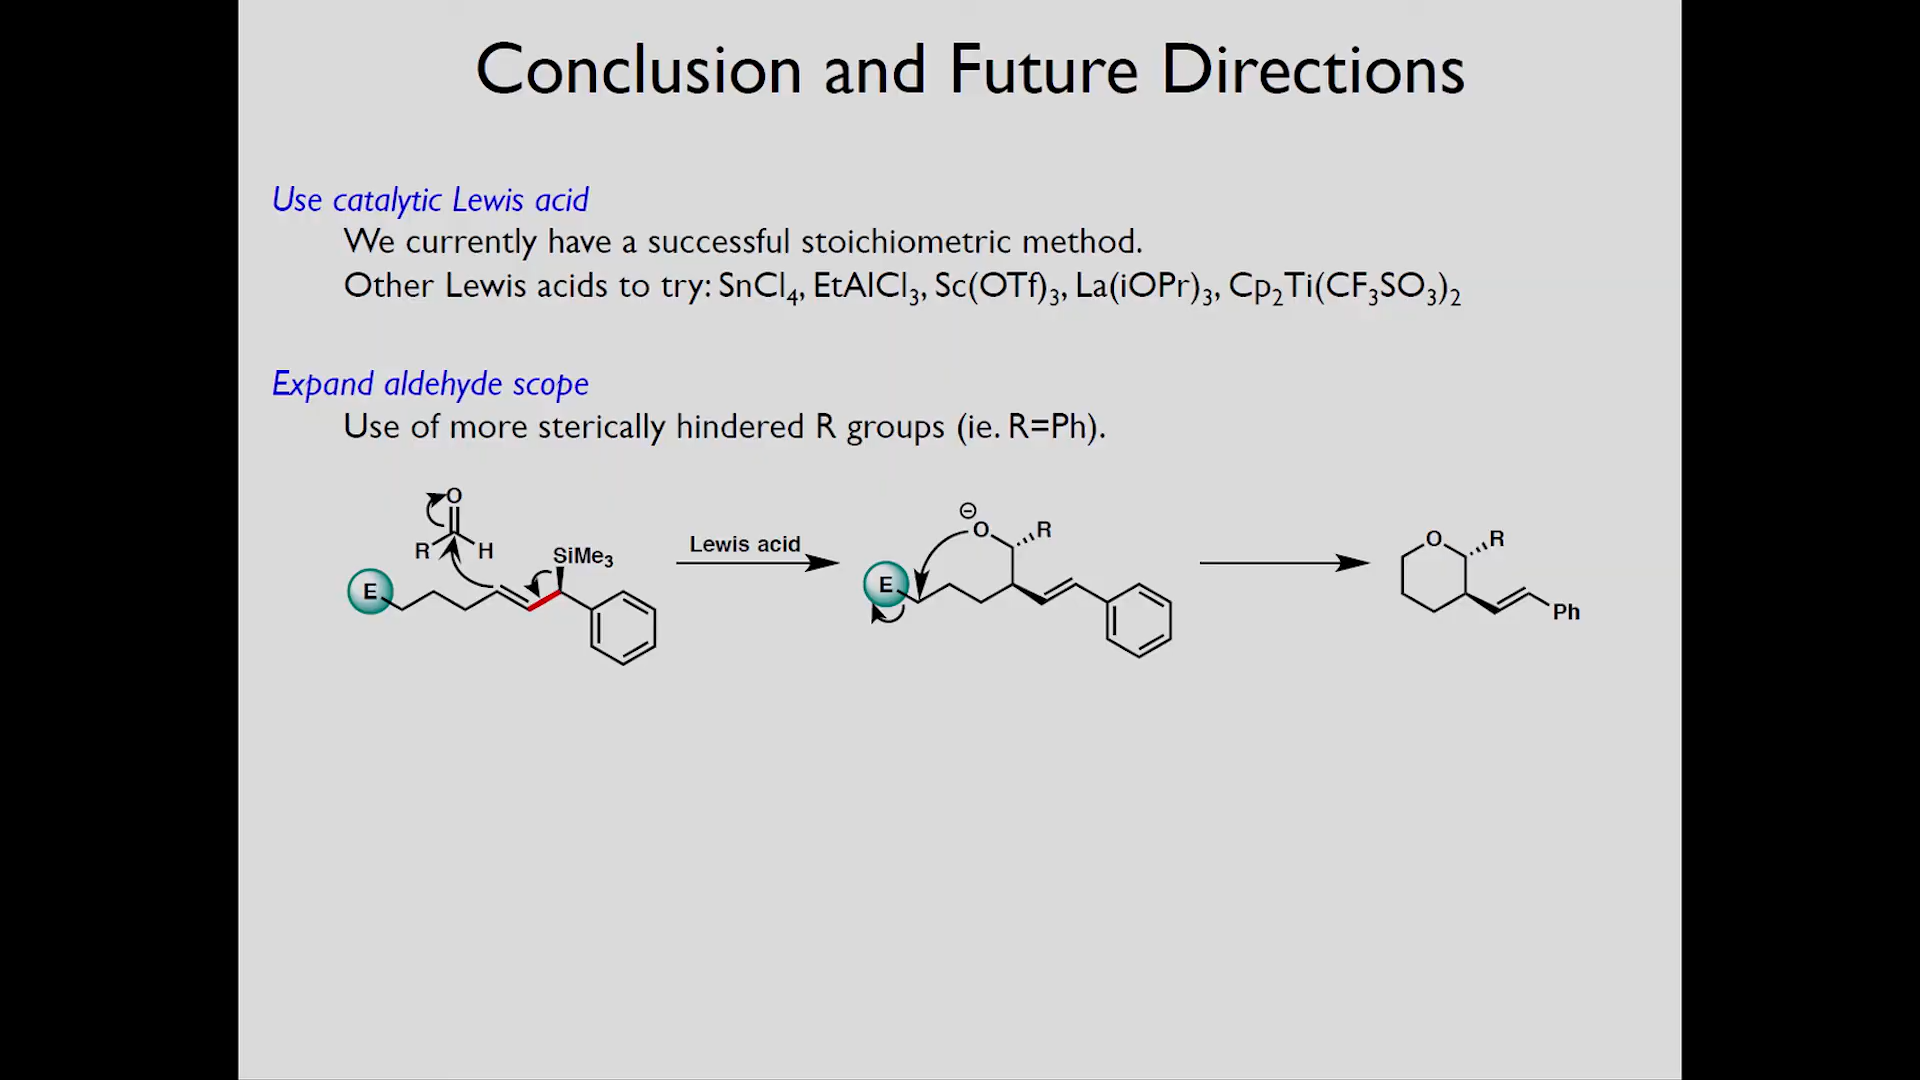 Conclusion and Future Directions
Use catalytic Lewis acid
We currently have a successful stoichiometric method.
Other Lewis acids to try: SnCl4, EtAlCl3, Sc(OTf)3, La(iOPr)3, Cp2Ti(CF3SO3)2
Expand aldehyde scope
Use of more sterically hindered R groups (ie. R=Ph).
O
R H
SiMe3
E
Lewis acid
⊖
O R
E
O R
Ph